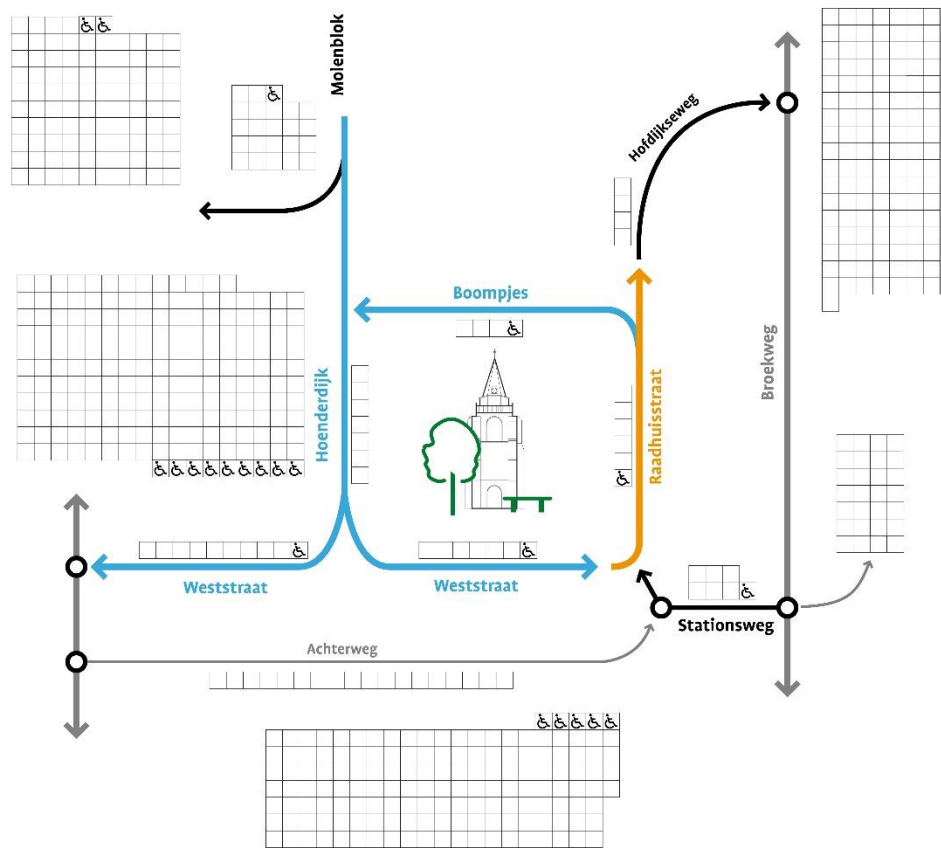 Molenblok
Hofdijkseweg
Boompjes
Hoenderdijk
Raadhuisstraat
Broekweg
Weststraat
Weststraat
Stationsweg
Achterweg